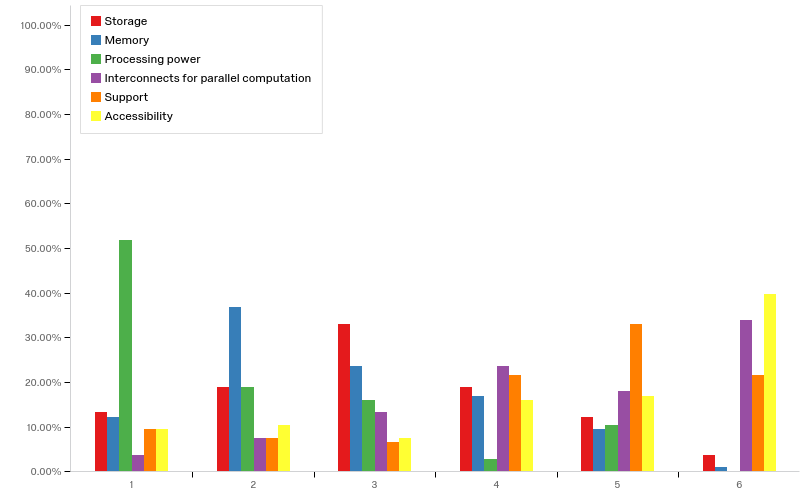 100.00%
90.00%
80.00%
70.00%
60.00%
50.00%
40.00%
30.00%
20.00%
10.00%
0.00%
Storage
Memory
Processing power
Interconnects for parallel computation
Support
Accessibility
1 2 3 4 5 6